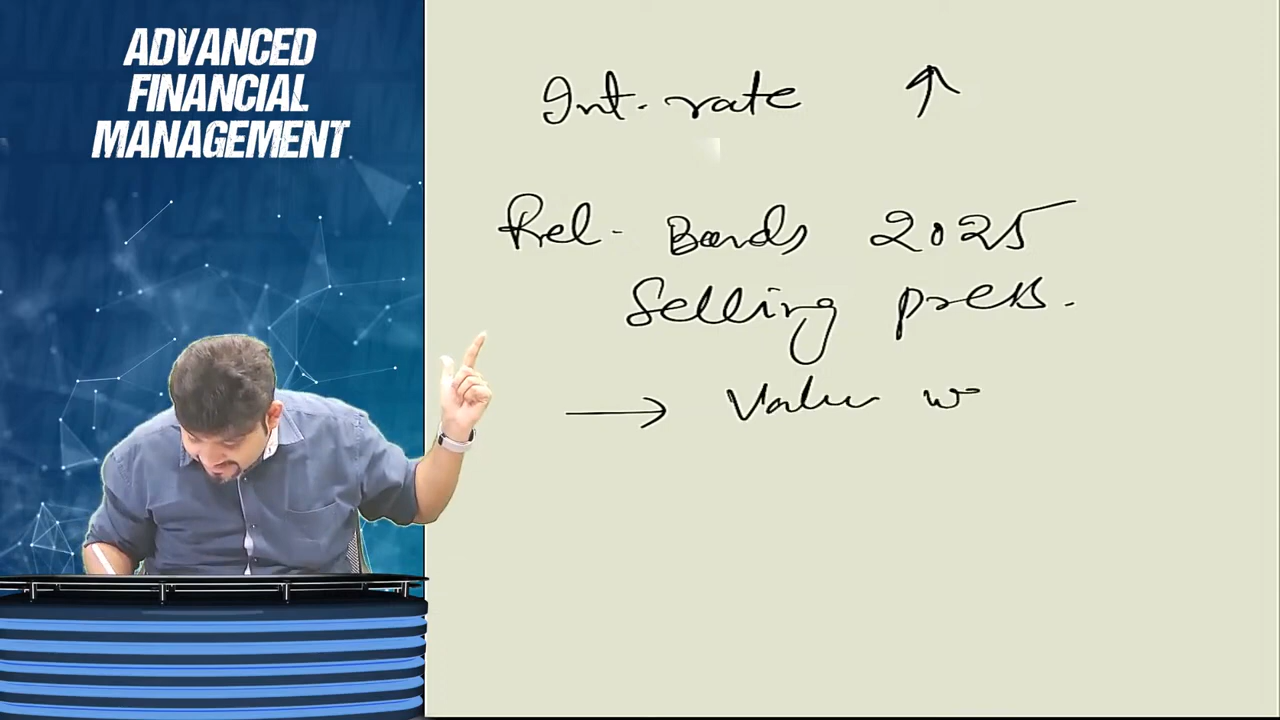 ADVANCED
FINANCIAL
MANAGEMENT
Int. rate ↑
Rel. Bonds 2025
Selling press.
→ Value w